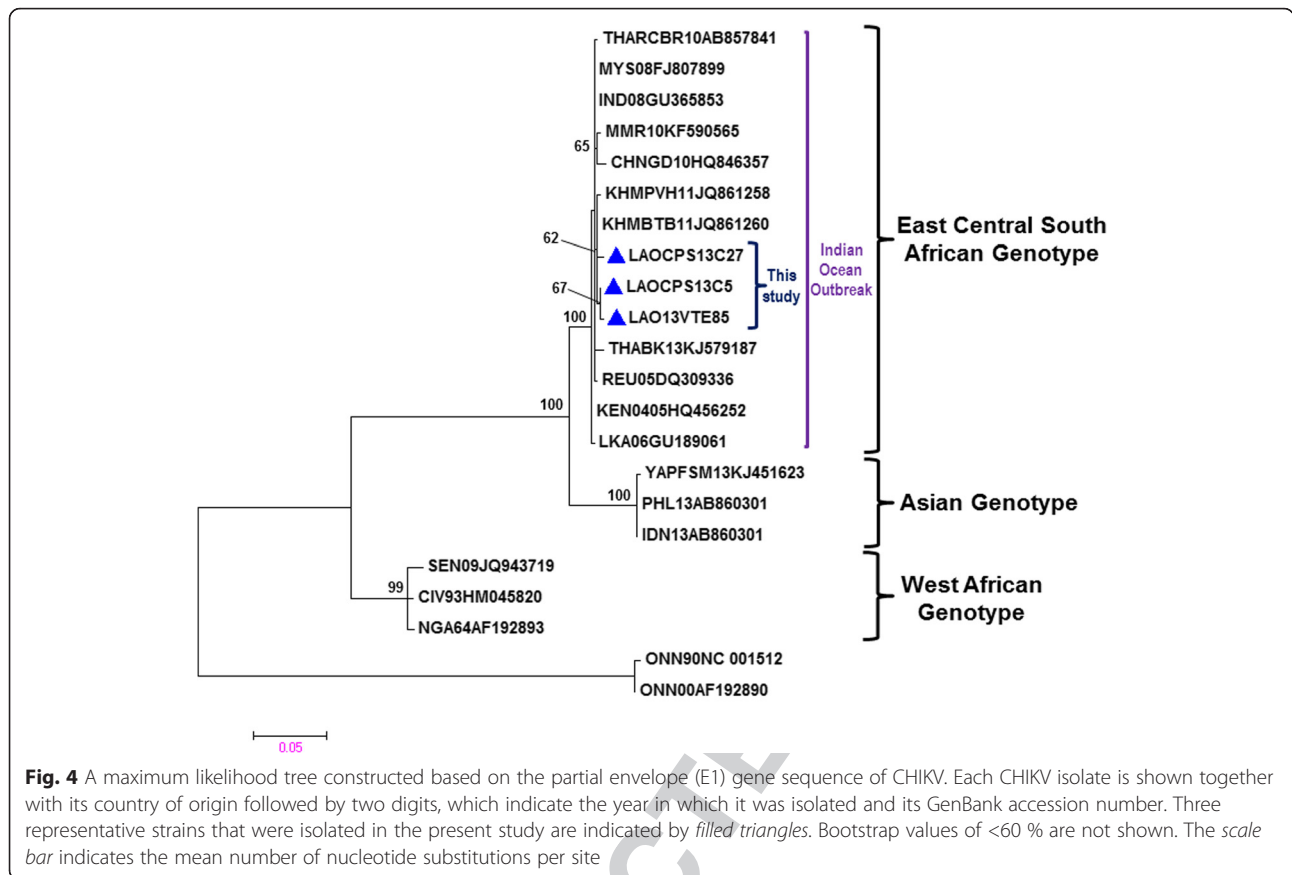 THARCBR10AB857841
MYS08FJ807899
IND08GU365853
MMR10KF590565
65
CHNGD10HQ846357
KHMPVH11JQ861258
KHMBTB11JQ861260
62
LAOCPS13C27
LAOCPS13C5
67
LAO13VTE85
100
THABK13KJ579187
REU05DQ309336
KEN0405HQ456252
100
LKA06GU189061
YAPFSM13KJ451623
100
PHL13AB860301
IDN13AB860301
SEN09JQ943719
99
CIV93HM045820
NGA64AF192893
ONN90NC 001512
ONN00AF192890
This
study
Indian
Ocean
Outbreak
East Central South
African Genotype
Asian Genotype
West African
Genotype
0.05
Fig. 4 A maximum likelihood tree constructed based on the partial envelope (E1) gene sequence of CHIKV. Each CHIKV isolate is shown together
with its country of origin followed by two digits, which indicate the year in which it was isolated and its GenBank accession number. Three
representative strains that were isolated in the present study are indicated by filled triangles. Bootstrap values of <60 % are not shown. The scale
bar indicates the mean number of nucleotide substitutions per site